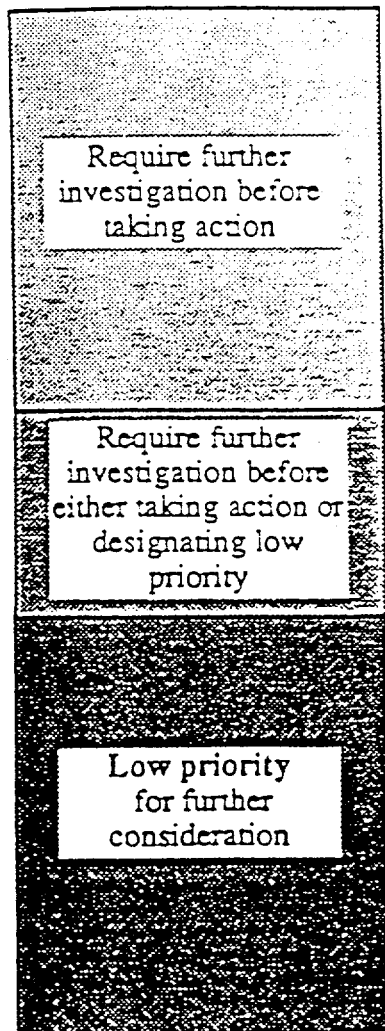 Require further
investigation before
taking action
Require further
investigation before
either taking action or
designating low
priority
Low priority
for further
consideration